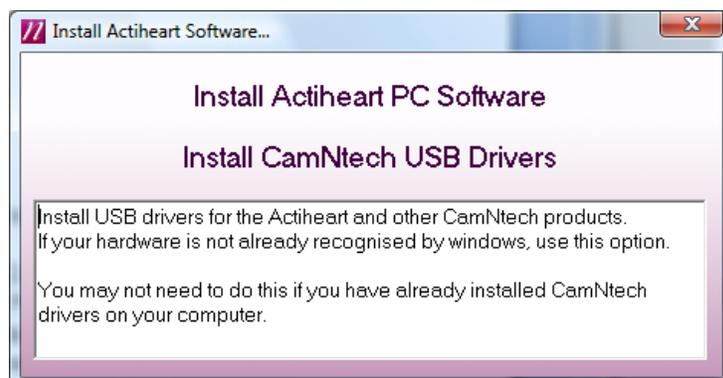 Install Actiheart Software...
Install Actiheart PC Software
Install CamNtech USB Drivers
Install USB drivers for the Actiheart and other CamNtech products.
If your hardware is not already recognised by windows, use this option.
You may not need to do this if you have already installed CamNtech
drivers on your computer.